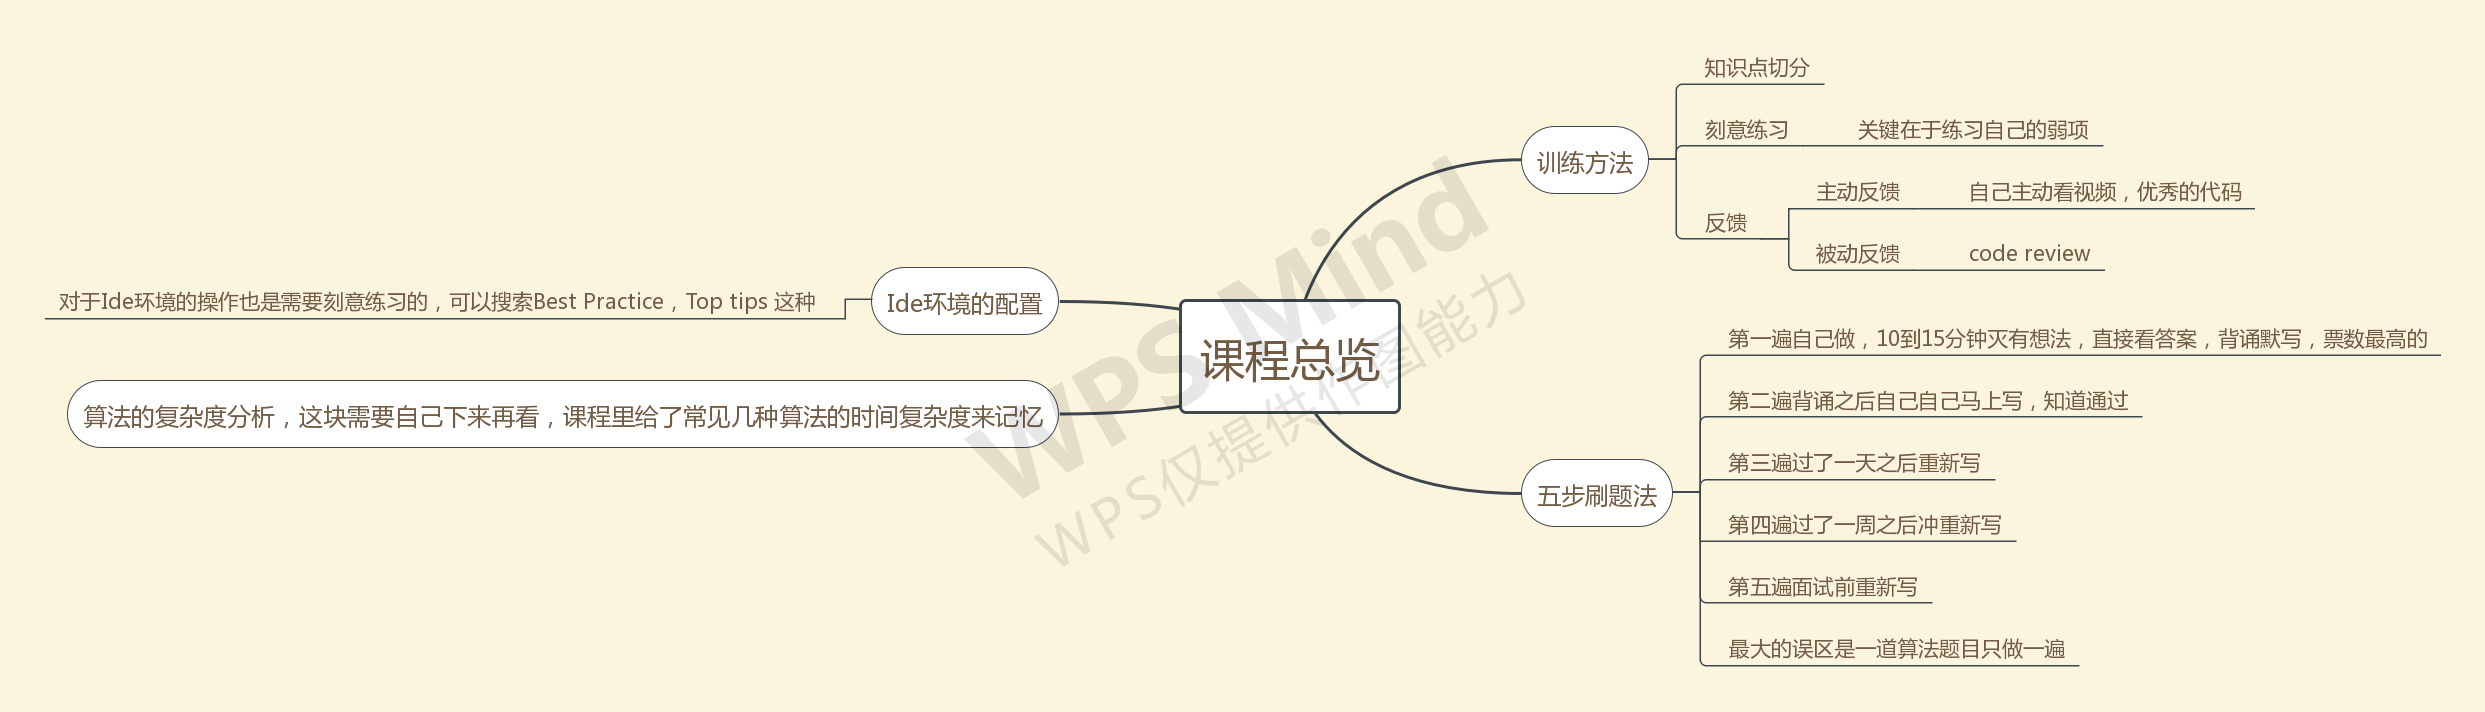 课程总览
训练方法
知识点切分
刻意练习
关键在于练习自己的弱项
反馈
主动反馈
自己主动看视频，优秀的代码
被动反馈
code review
五步刷题法
第一遍自己做，10到15分钟灭有想法，直接看答案，背诵默写，票数最高的
第二遍背诵之后自己自己马上写，知道通过
第三遍过了一天之后重新写
第四遍过了一周之后冲重新写
第五遍面试前重新写
最大的误区是一道算法题目只做一遍
Ide环境的配置
对于Ide环境的操作也是需要刻意练习的，可以搜索Best Practice，Top tips 这种
算法的复杂度分析，这块需要自己下来再看，课程里给了常见几种算法的时间复杂度来记忆
WPS Mind
WPS仅提供作图能力